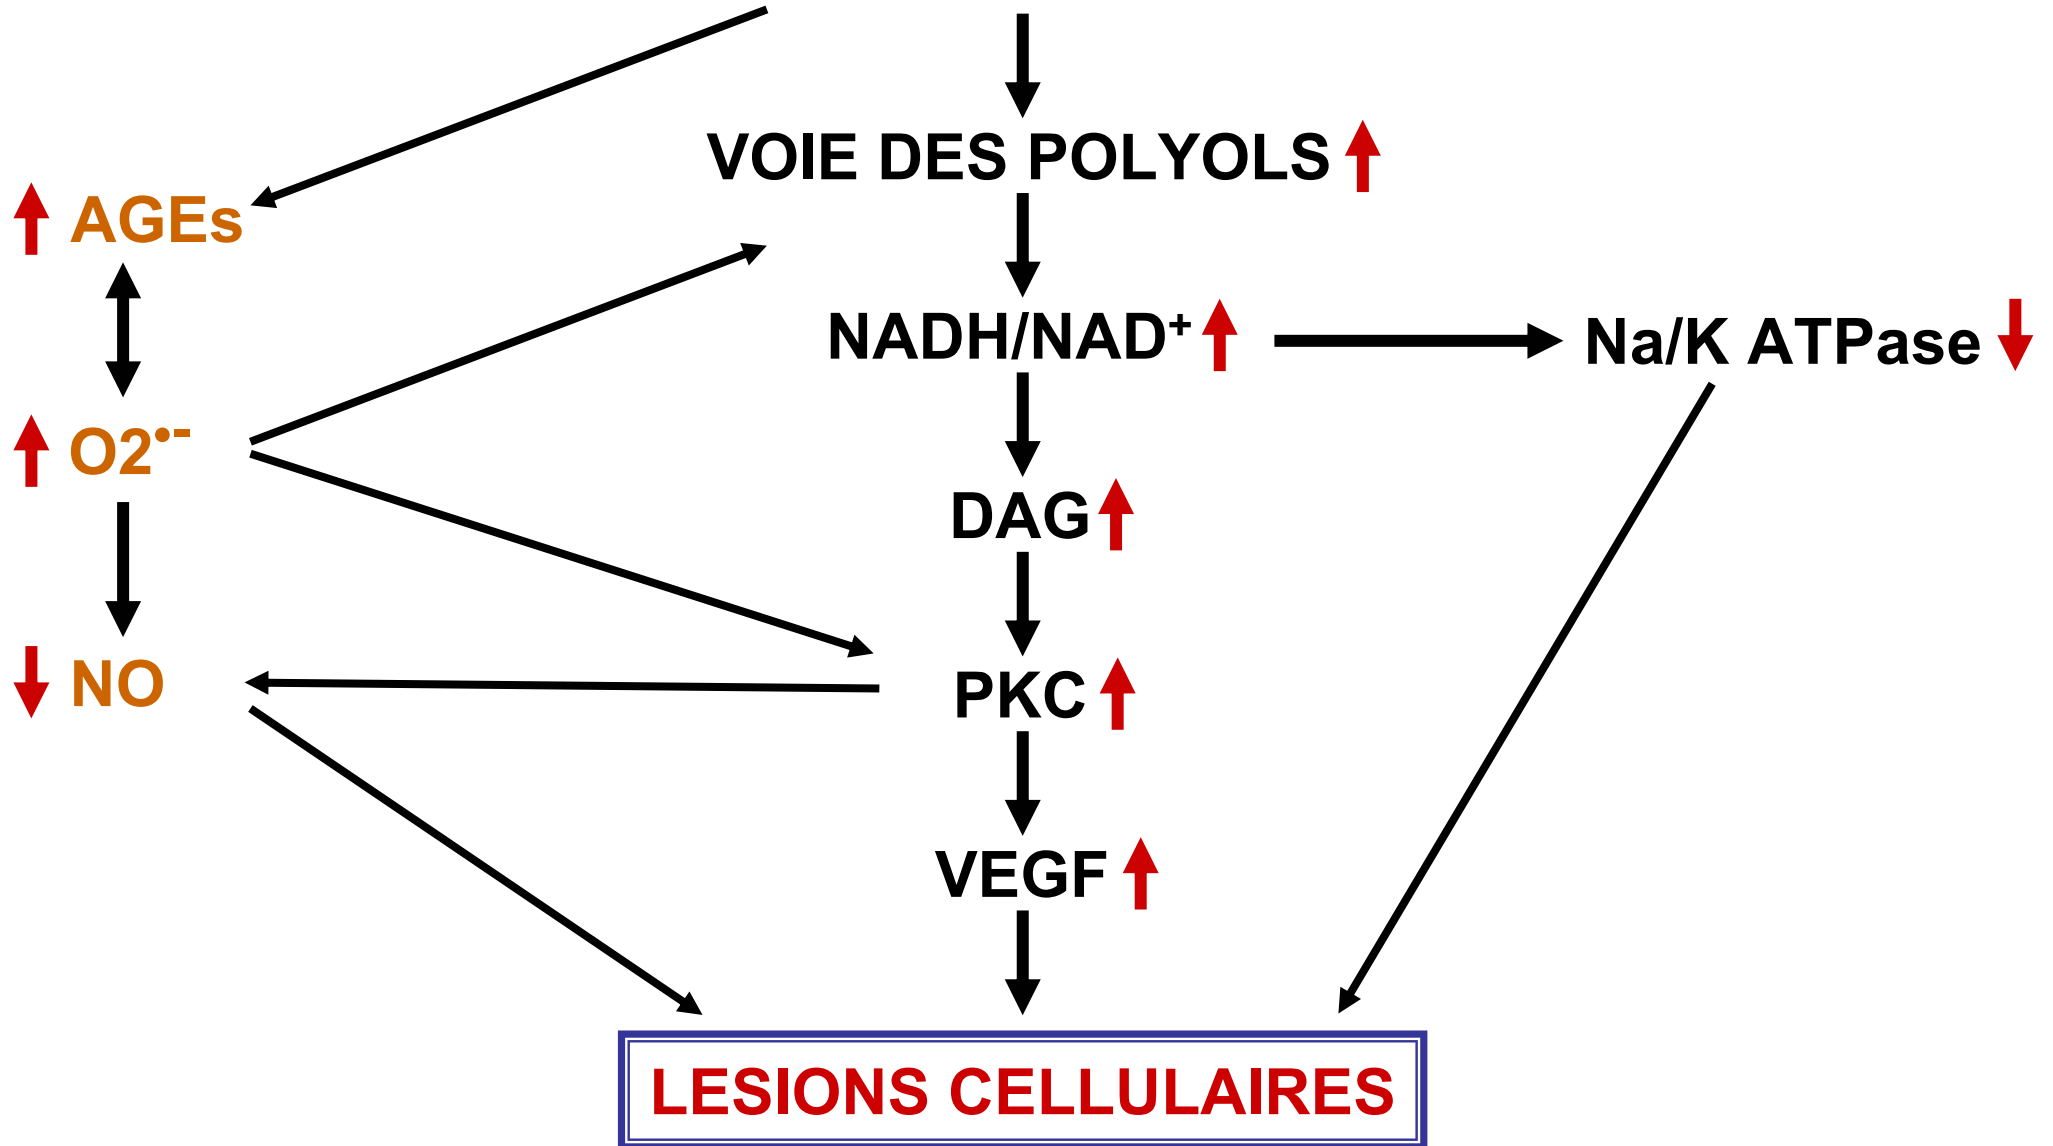 VOIE DES POLYOLS
AGEs
NADH/NAD⁺
Na/K ATPase
O2•-
DAG
NO
PKC
VEGF
LESIONS CELLULAIRES